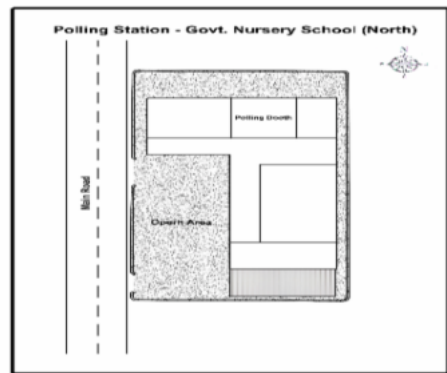 Polling Station - Govt. Nursery School (North)
N
Polling Booth
Main Road
Open Area